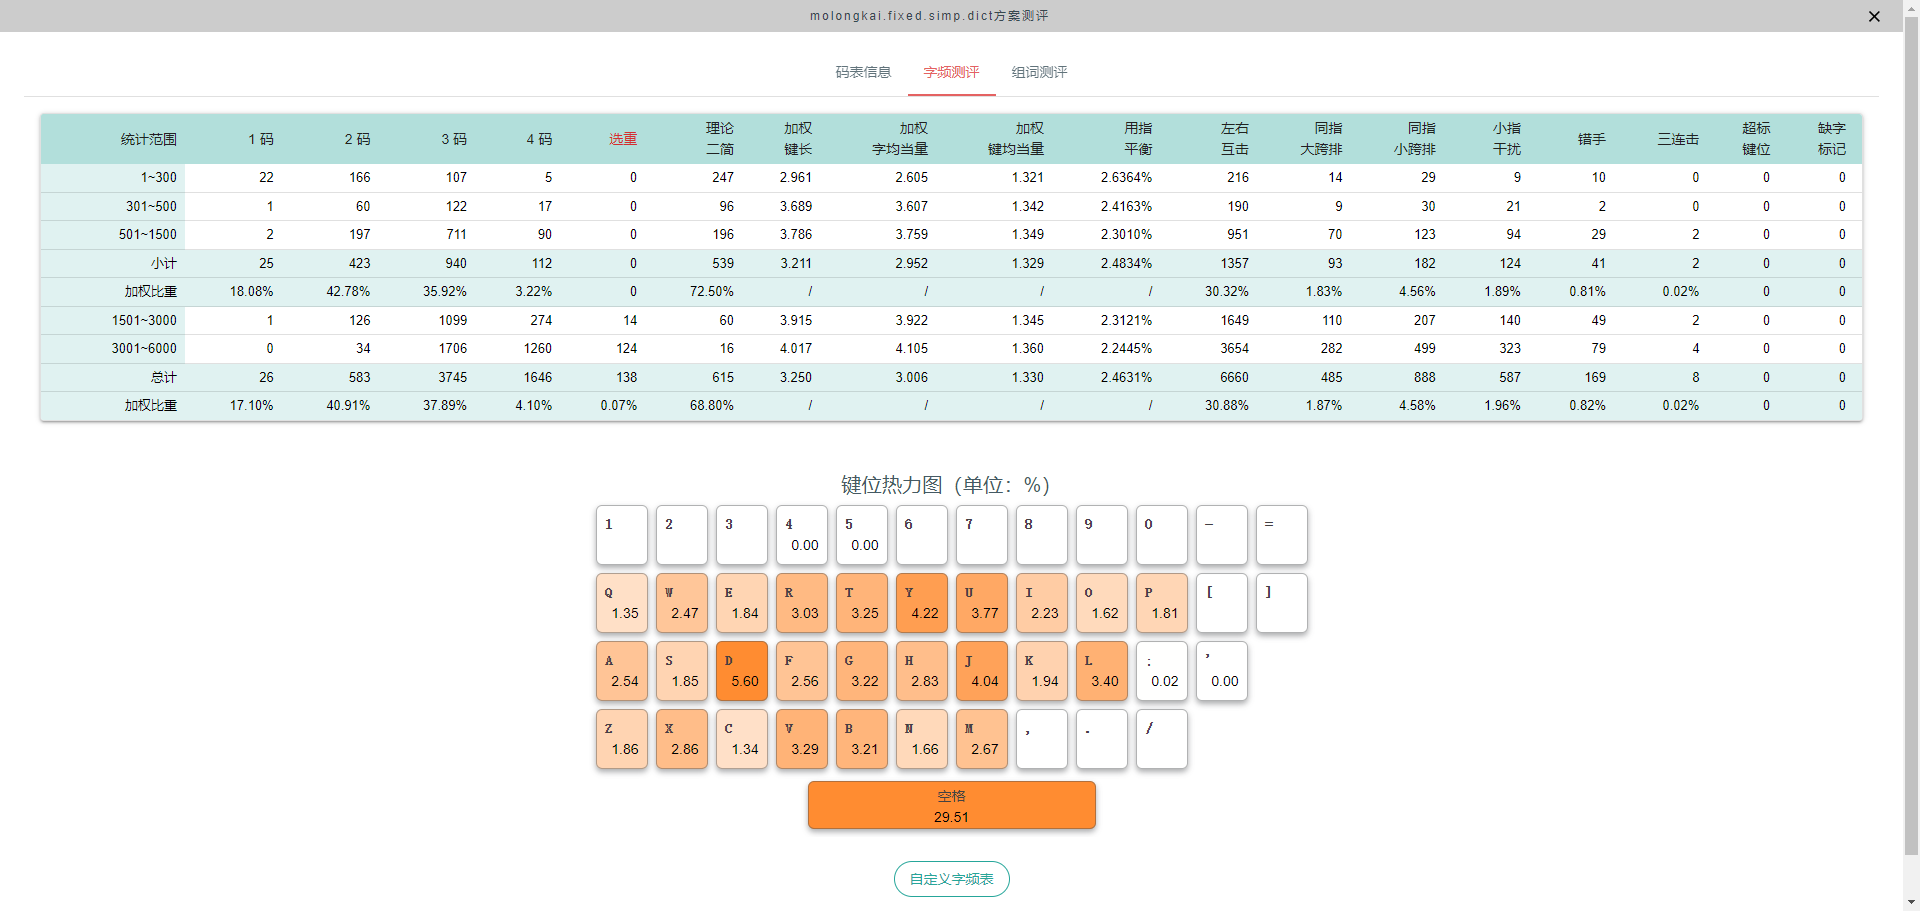 molongkai.fixed.simp.dict方案测评
码表信息 字频测评 组词测评
统计范围 1 码 2 码 3 码 4 码 选重 理论二简 加权键长 加权字均当量 加权键均当量 用指平衡 左右互击 同指大跨排 同指小跨排 小指干扰 错手 三连击 超标键位 缺字标记
1~300 22 166 107 5 0 247 2.961 2.605 1.321 2.6364% 216 14 29 9 10 0 0 0
301~500 1 60 122 17 0 96 3.689 3.607 1.342 2.4163% 190 9 30 21 2 0 0 0
501~1500 2 197 711 90 0 196 3.786 3.759 1.349 2.3010% 951 70 123 94 29 2 0 0
小计 25 423 940 112 0 539 3.211 2.952 1.329 2.4834% 1357 93 182 124 41 2 0 0
加权比重 18.08% 42.78% 35.92% 3.22% 0 72.50% / / / / 30.32% 1.83% 4.56% 1.89% 0.81% 0.02% 0 0
1501~3000 1 126 1099 274 14 60 3.915 3.922 1.345 2.3121% 1649 110 207 140 49 2 0 0
3001~6000 0 34 1706 1260 124 16 4.017 4.105 1.360 2.2445% 3654 282 499 323 79 4 0 0
总计 26 583 3745 1646 138 615 3.250 3.006 1.330 2.4631% 6660 485 888 587 169 8 0 0
加权比重 17.10% 40.91% 37.89% 4.10% 0.07% 68.80% / / / / 30.88% 1.87% 4.58% 1.96% 0.82% 0.02% 0 0
键位热力图（单位：%）
1 2 3 4 5 6 7 8 9 0 - =
0.00 0.00
Q W E R T Y U I O P [ ]
1.35 2.47 1.84 3.03 3.25 4.22 3.77 2.23 1.62 1.81
A S D F G H J K L ; '
2.54 1.85 5.60 2.56 3.22 2.83 4.04 1.94 3.40 0.02 0.00
Z X C V B N M , . /
1.86 2.86 1.34 3.29 3.21 1.66 2.67
空格
29.51
自定义字频表